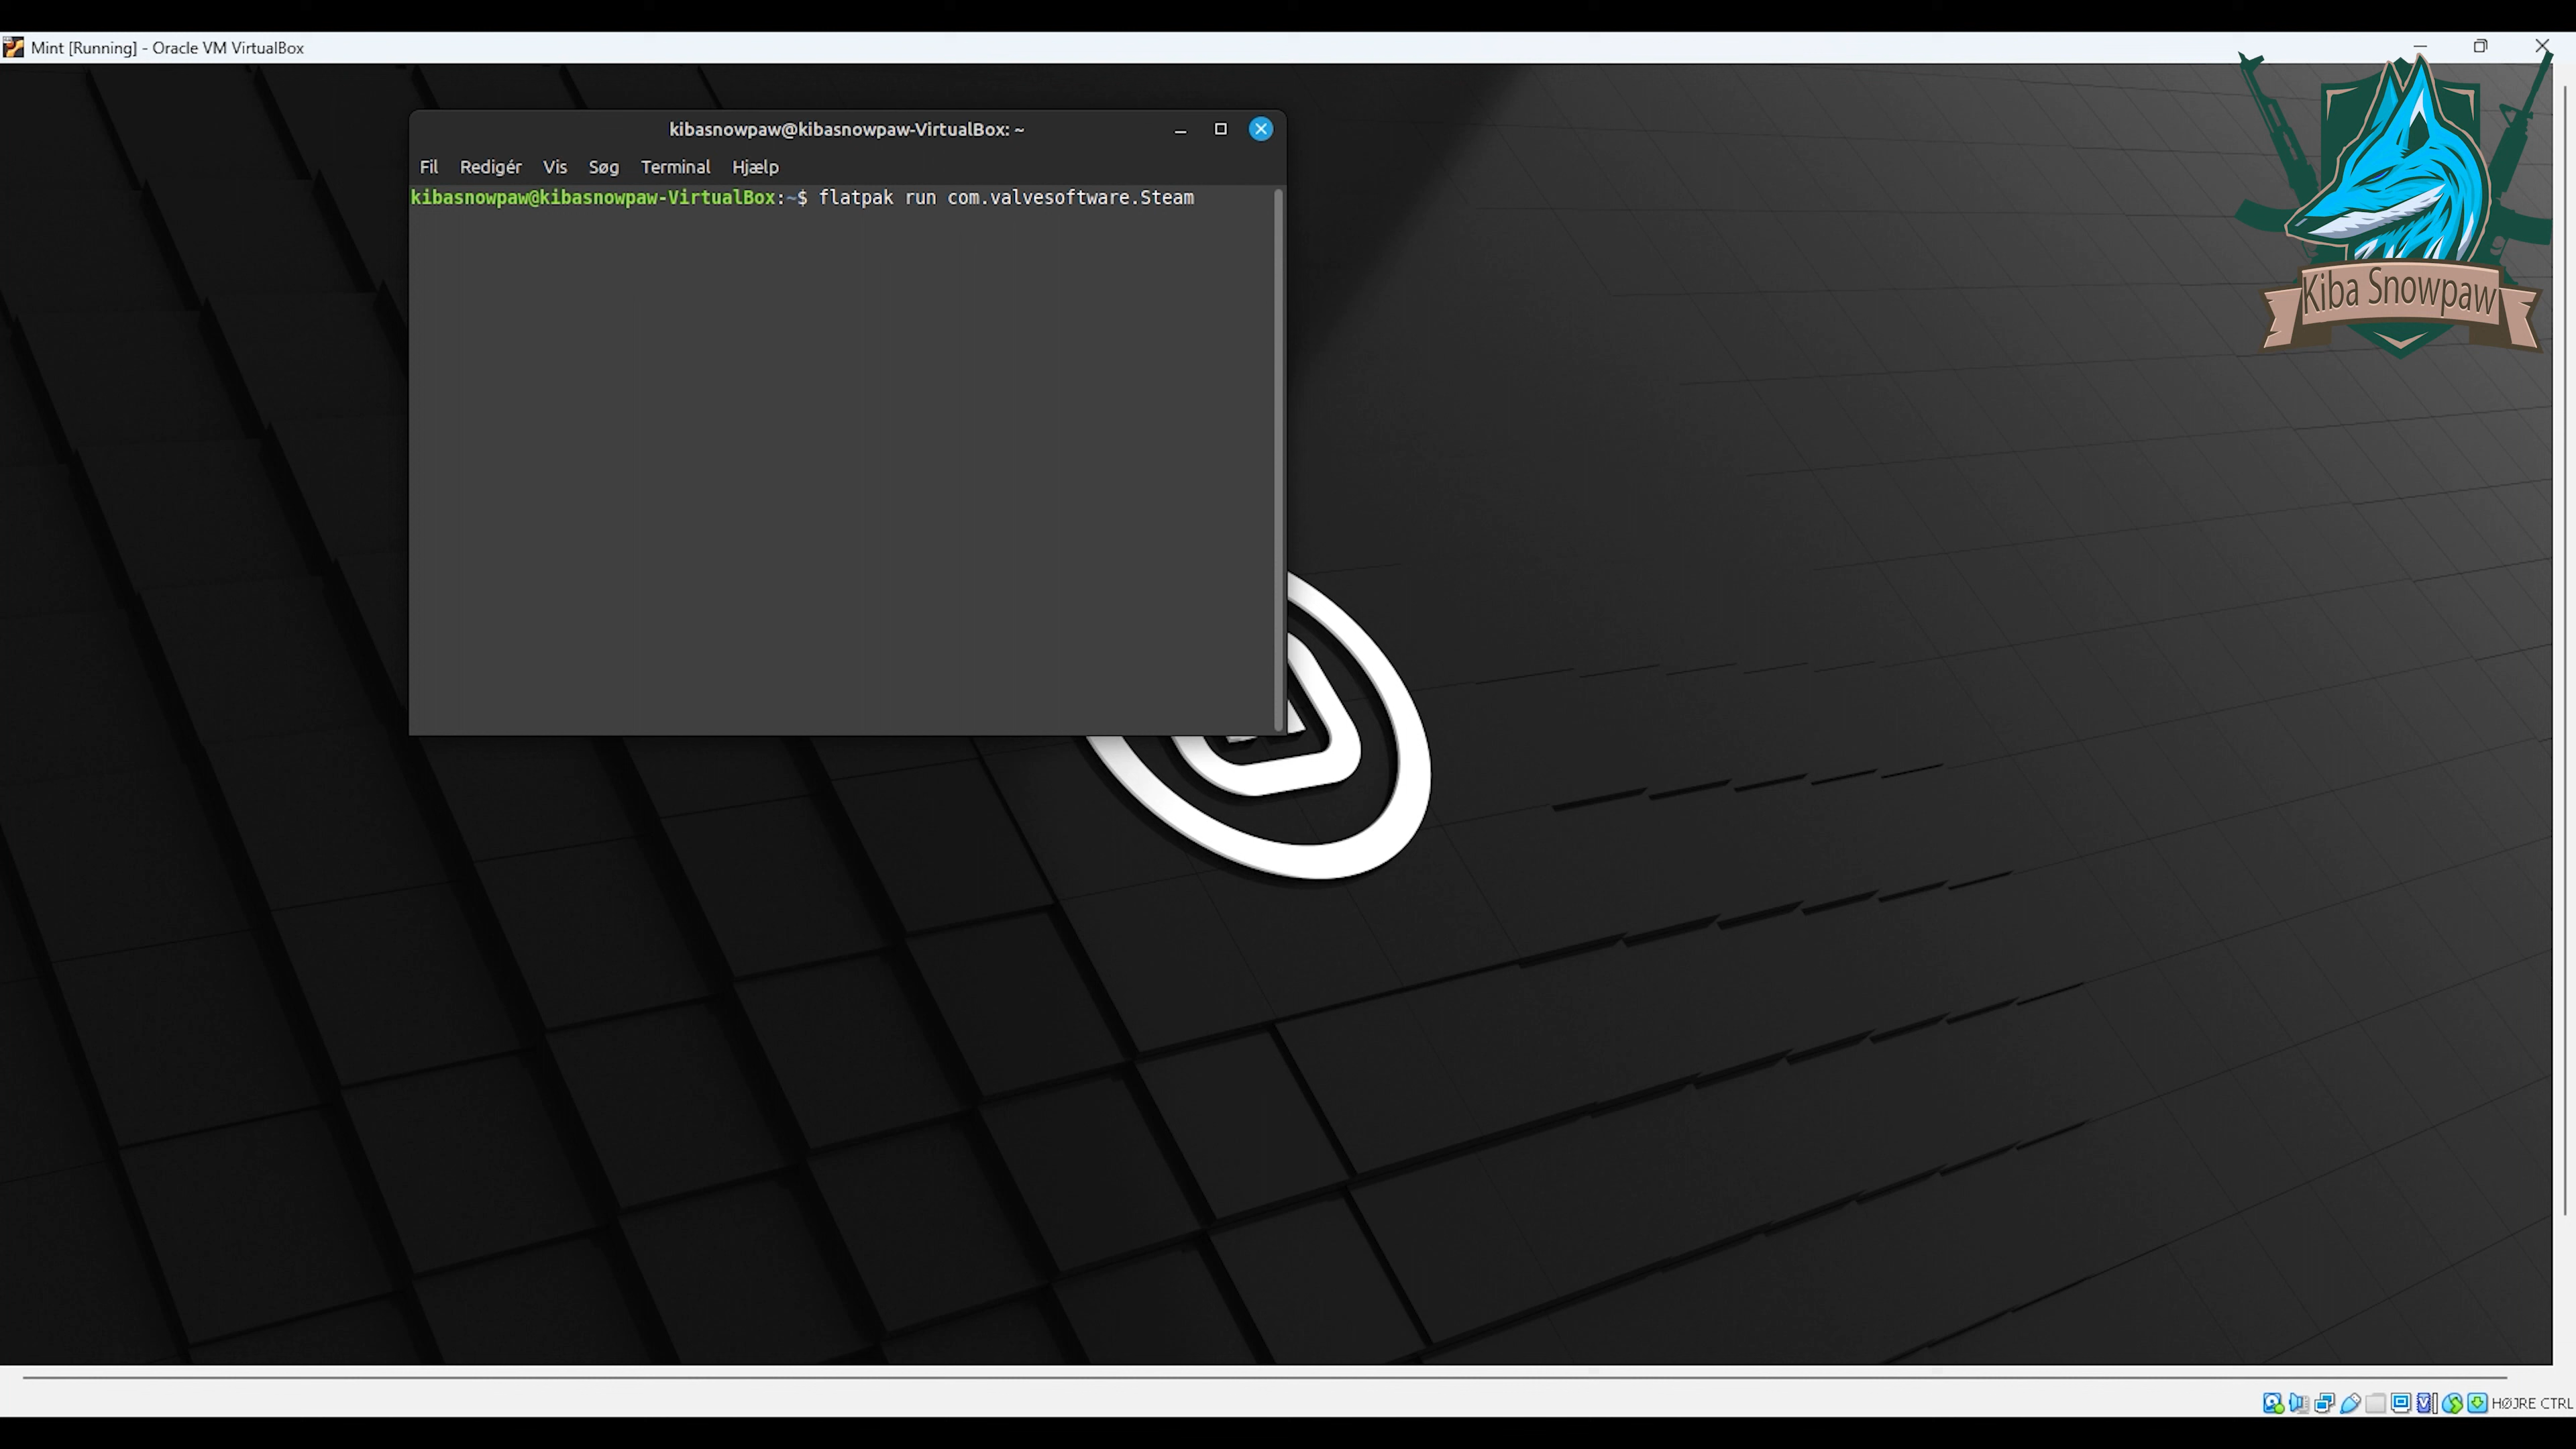 Mint [Running] - Oracle VM VirtualBox
kibasnowpaw@kibasnowpaw-VirtualBox: ~
Fil Redigér Vis Søg Terminal Hjælp
kibasnowpaw@kibasnowpaw-VirtualBox:~$ flatpak run com.valvesoftware.Steam
Kiba Snowpaw
HØJRE CTRL